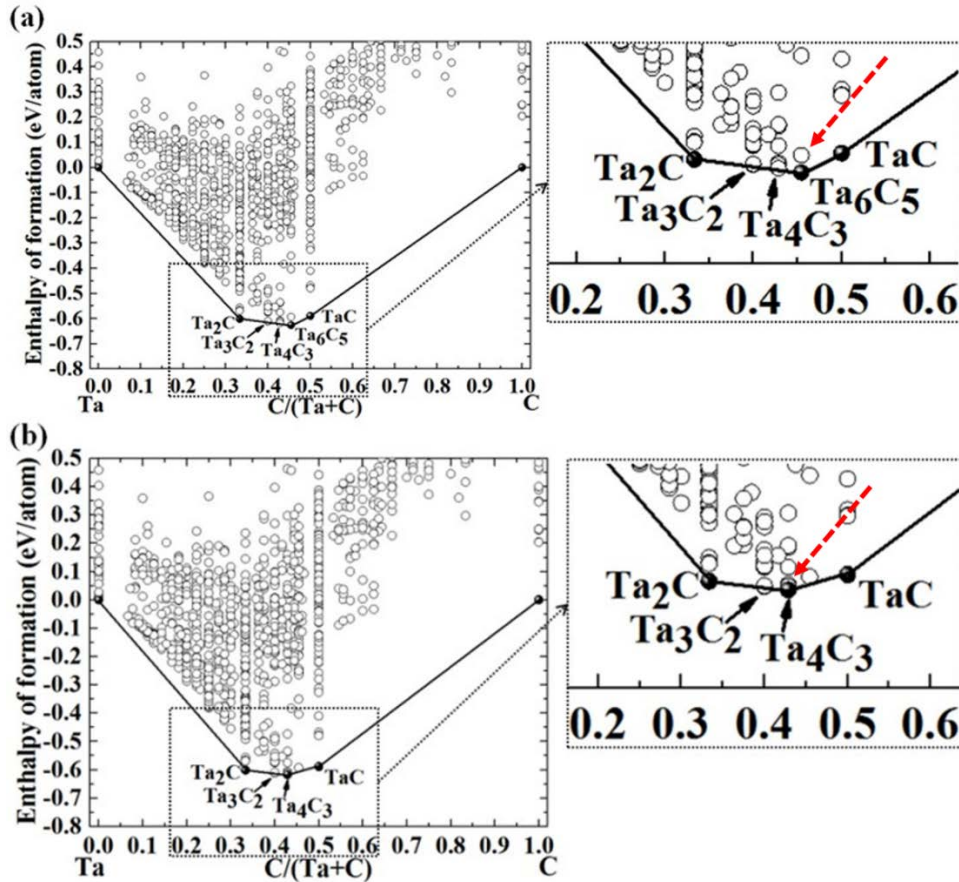 (a)
Enthalpy of formation (eV/atom)
0.5
0.4
0.3
0.2
0.1
0.0
-0.1
-0.2
-0.3
-0.4
-0.5
-0.6
-0.7
-0.8
Ta2C
Ta3C2
Ta4C3
Ta6C5
TaC
0.0 0.1 0.2 0.3 0.4 0.5 0.6 0.7 0.8 0.9 1.0
Ta C/(Ta+C) C
Ta2C
Ta3C2
Ta4C3
Ta6C5
TaC
0.2 0.3 0.4 0.5 0.6
(b)
Enthalpy of formation (eV/atom)
0.5
0.4
0.3
0.2
0.1
0.0
-0.1
-0.2
-0.3
-0.4
-0.5
-0.6
-0.7
-0.8
Ta2C
Ta3C2
Ta4C3
TaC
0.0 0.1 0.2 0.3 0.4 0.5 0.6 0.7 0.8 0.9 1.0
Ta C/(Ta+C) C
Ta2C
Ta3C2
Ta4C3
TaC
0.2 0.3 0.4 0.5 0.6